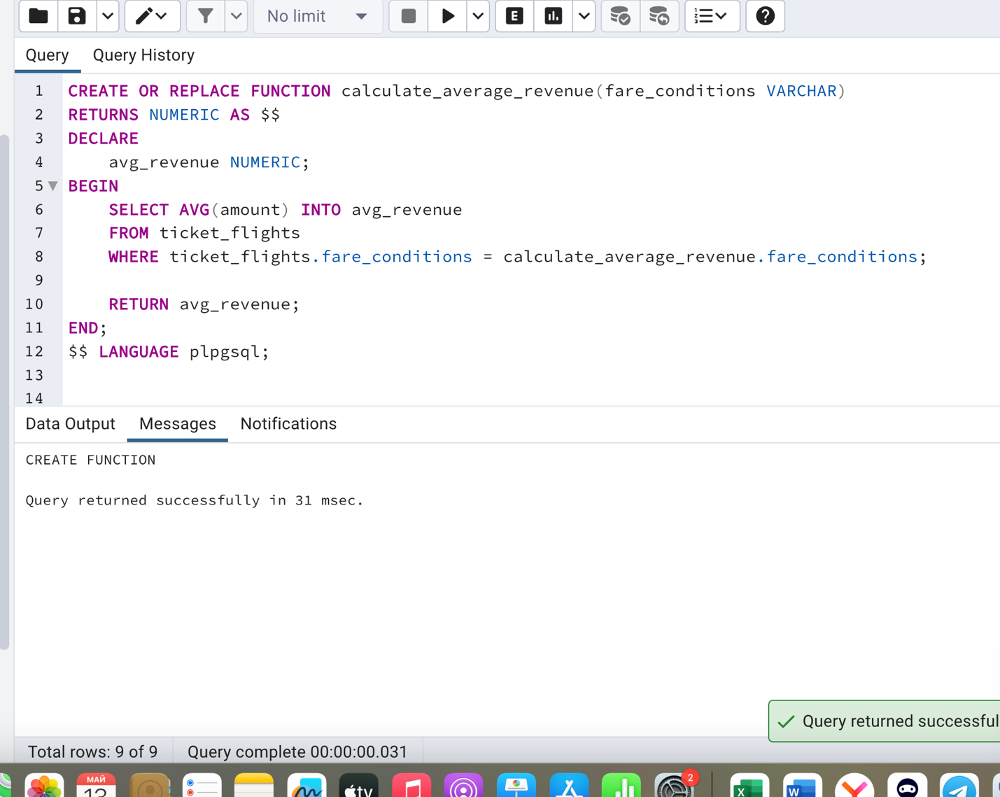 No limit
E
Query Query History
1 CREATE OR REPLACE FUNCTION calculate_average_revenue(fare_conditions VARCHAR)
2 RETURNS NUMERIC AS $$
3 DECLARE
4 avg_revenue NUMERIC;
5 BEGIN
6 SELECT AVG(amount) INTO avg_revenue
7 FROM ticket_flights
8 WHERE ticket_flights.fare_conditions = calculate_average_revenue.fare_conditions;
9
10 RETURN avg_revenue;
11 END;
12 $$ LANGUAGE plpgsql;
13
14
Data Output Messages Notifications
CREATE FUNCTION
Query returned successfully in 31 msec.
Query returned successful
Total rows: 9 of 9 Query complete 00:00:00.031
МАЙ
tv
2
X
W